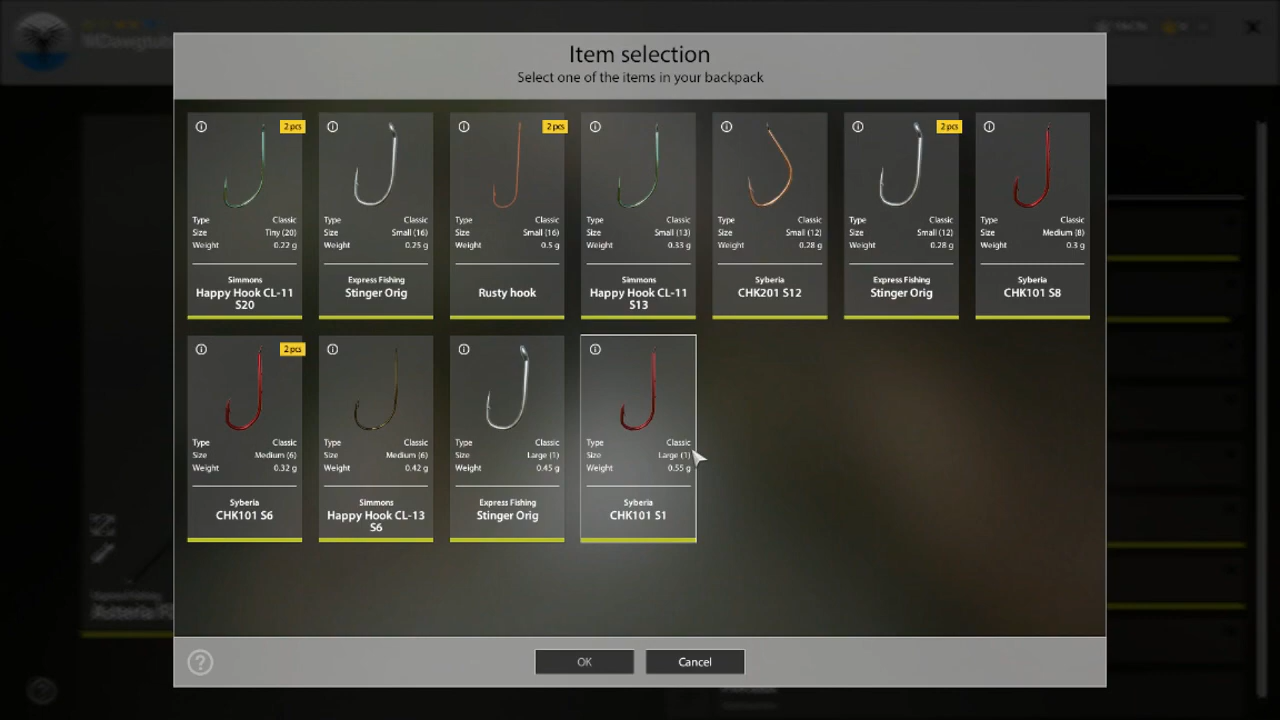 Item selection
Select one of the items in your backpack
2 pcs
Type Classic
Size Tiny (20)
Weight 0.22 g
Simmons
Happy Hook CL-11
S20
Type Classic
Size Small (16)
Weight 0.25 g
Express Fishing
Stinger Orig
2 pcs
Type Classic
Size Small (16)
Weight 0.5 g
Rusty hook
Type Classic
Size Small (13)
Weight 0.33 g
Simmons
Happy Hook CL-11
S13
Type Classic
Size Small (12)
Weight 0.28 g
Syberia
CHK201 S12
2 pcs
Type Classic
Size Small (12)
Weight 0.28 g
Express Fishing
Stinger Orig
Type Classic
Size Medium (8)
Weight 0.3 g
Syberia
CHK101 S8
2 pcs
Type Classic
Size Medium (6)
Weight 0.32 g
Syberia
CHK101 S6
Type Classic
Size Medium (6)
Weight 0.42 g
Simmons
Happy Hook CL-13
S6
Type Classic
Size Large (1)
Weight 0.45 g
Express Fishing
Stinger Orig
Type Classic
Size Large (1)
Weight 0.55 g
Syberia
CHK101 S1
?
OK Cancel